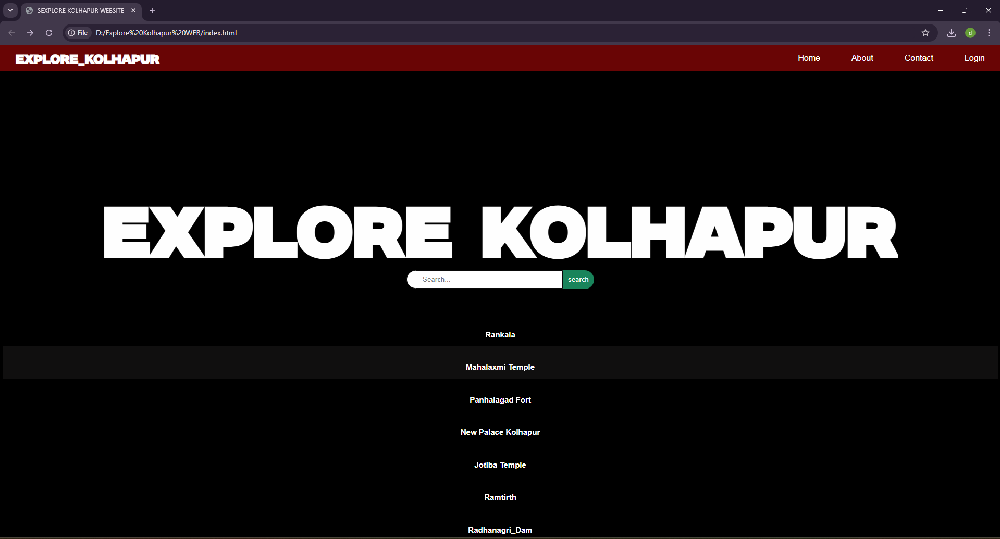 SEXPLORE KOLHAPUR WEBSITE
File D:/Explore%20Kolhapur%20WEB/index.html
d
EXPLORE_KOLHAPUR Home About Contact Login
EXPLORE KOLHAPUR
Search... search
Rankala
Mahalaxmi Temple
Panhalagad Fort
New Palace Kolhapur
Jotiba Temple
Ramtirth
Radhanagri_Dam